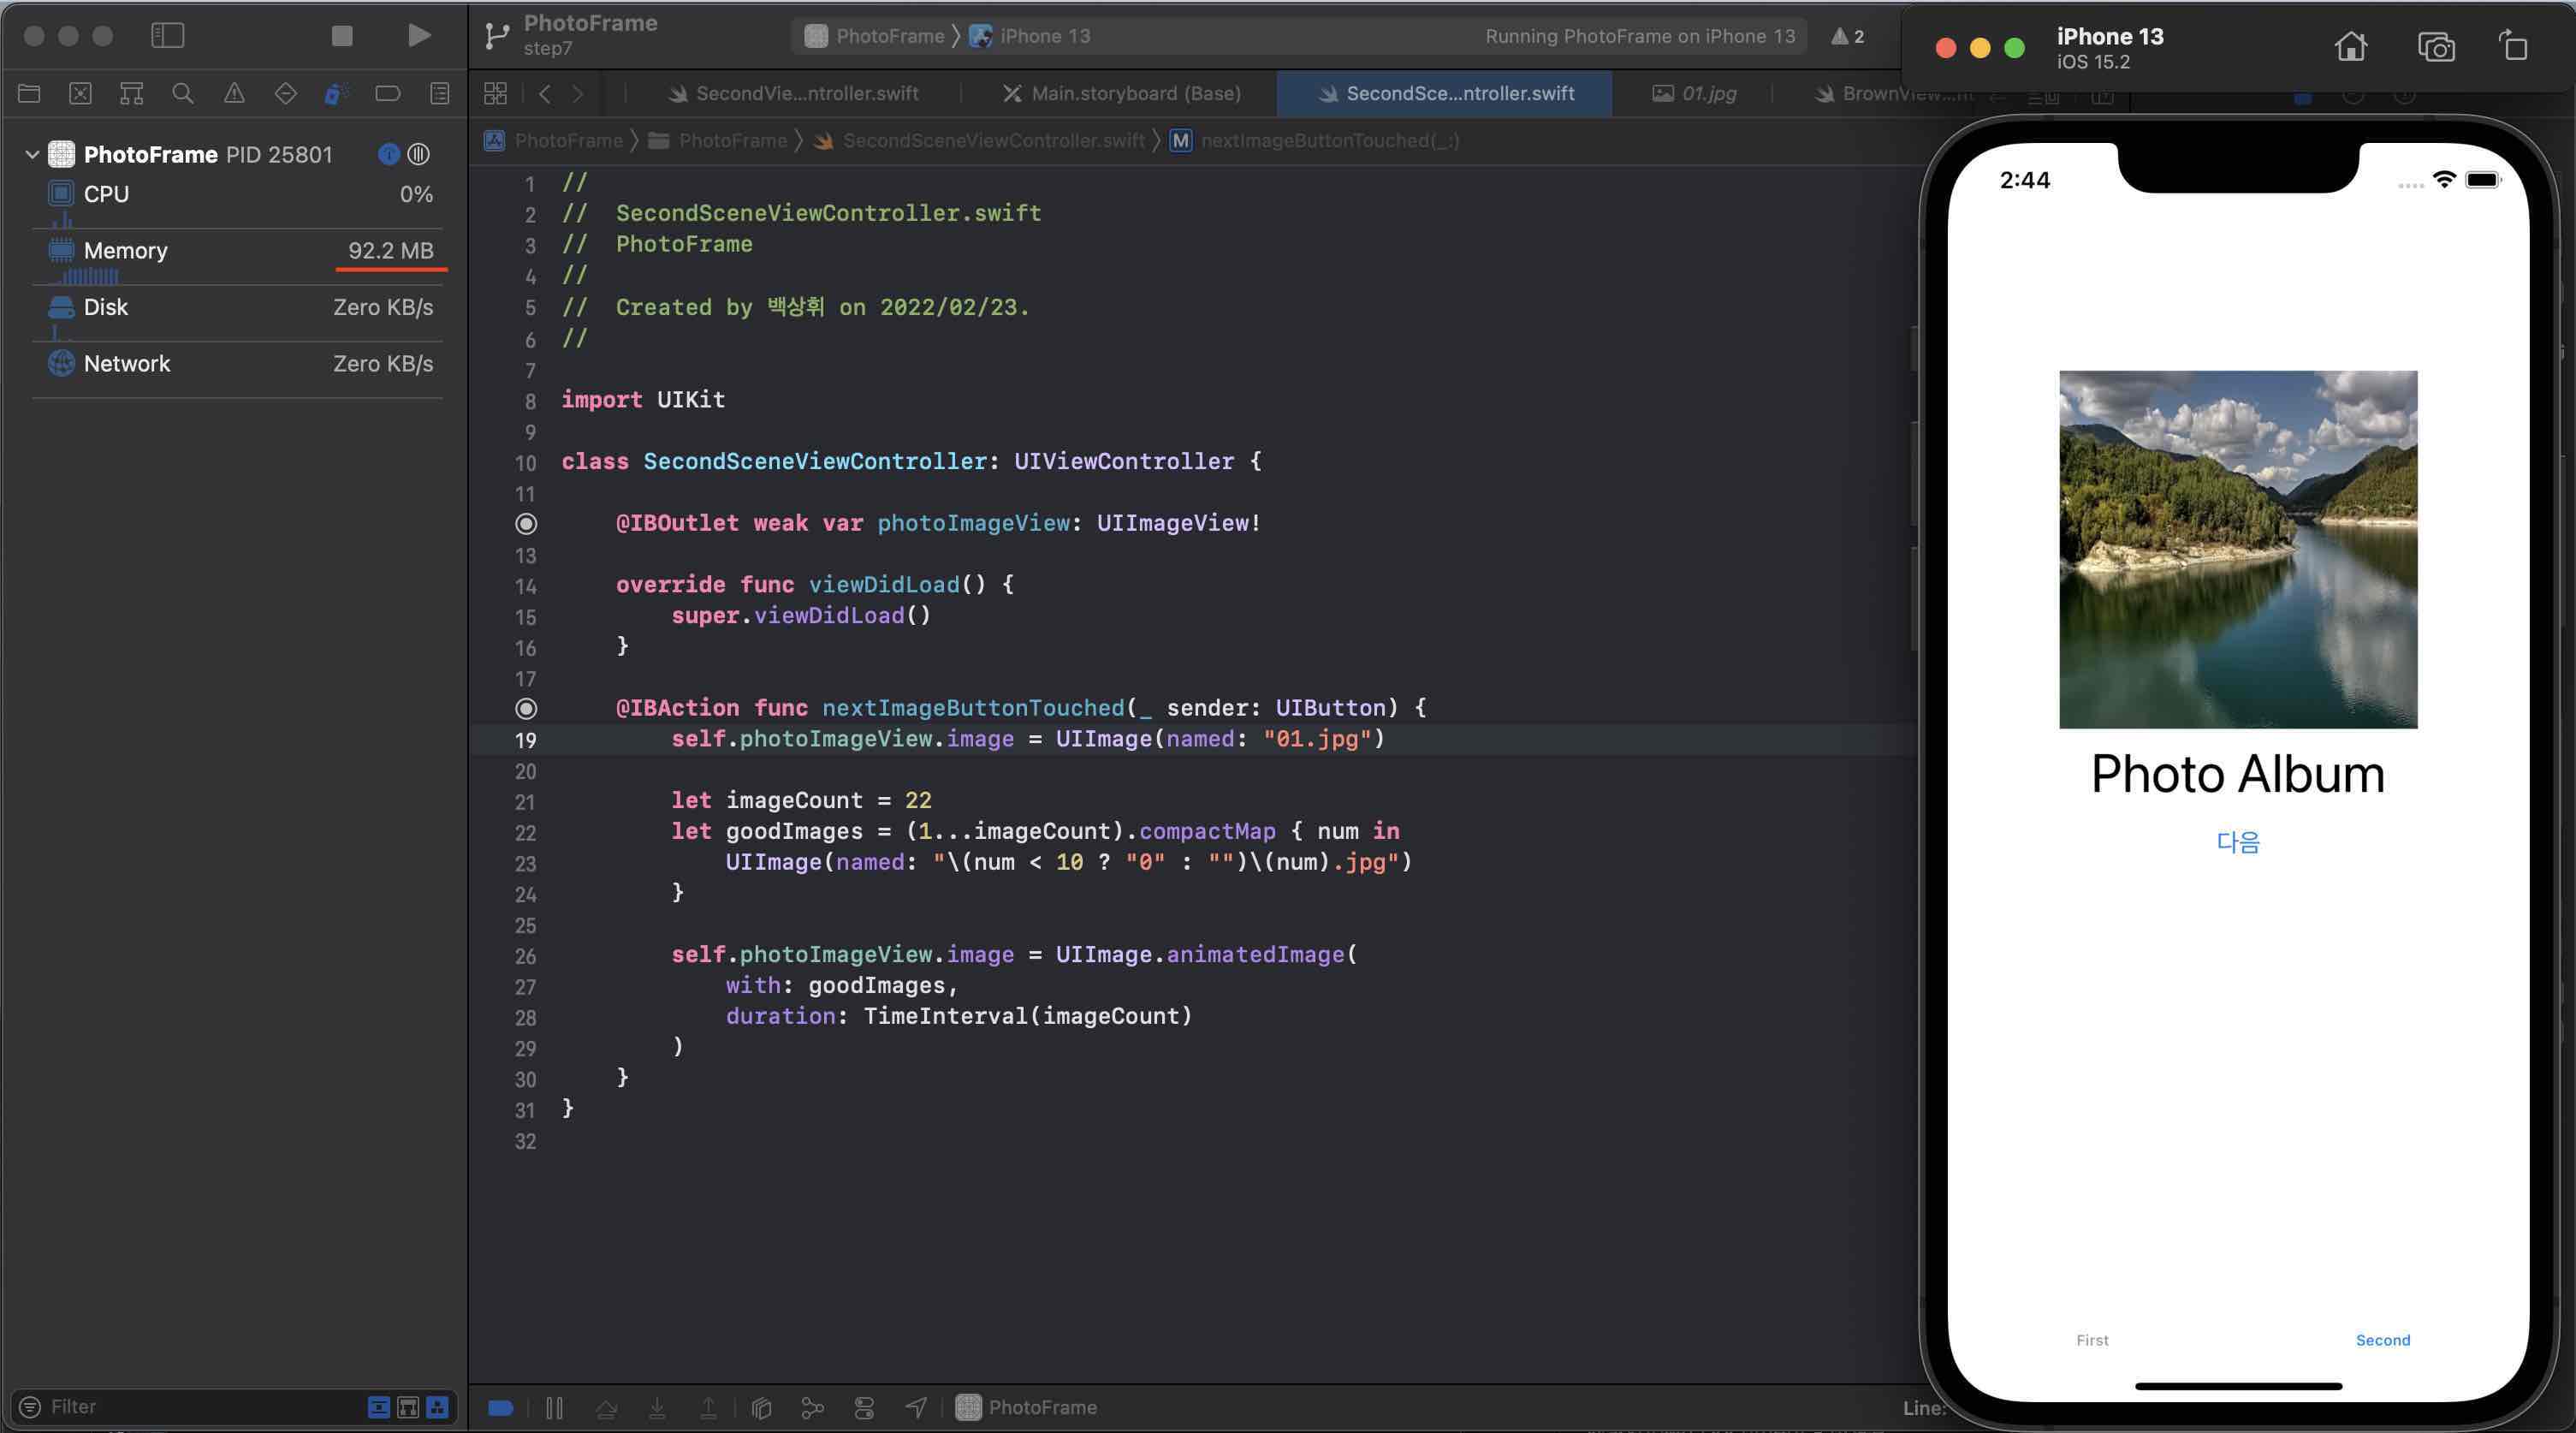 PhotoFrame
step7
PhotoFrame
iPhone 13
Running PhotoFrame on iPhone 13
2
iPhone 13
iOS 15.2
SecondVie...ntroller.swift
Main.storyboard (Base)
SecondSce...ntroller.swift
01.jpg
PhotoFrame PID 25801
CPU 0%
Memory 92.2 MB
Disk Zero KB/s
Network Zero KB/s
PhotoFrame
PhotoFrame
SecondSceneViewController.swift
M nextImageButtonTouched(_:)
1 //
2 // SecondSceneViewController.swift
3 // PhotoFrame
4 //
5 // Created by 백상휘 on 2022/02/23.
6 //
7
8 import UIKit
9
10 class SecondSceneViewController: UIViewController {
11
@IBOutlet weak var photoImageView: UIImageView!
13
14 override func viewDidLoad() {
15 super.viewDidLoad()
16 }
17
@IBAction func nextImageButtonTouched(_ sender: UIButton) {
19 self.photoImageView.image = UIImage(named: "01.jpg")
20
21 let imageCount = 22
22 let goodImages = (1...imageCount).compactMap { num in
23 UIImage(named: "\(num < 10 ? "0" : "")\(num).jpg")
24 }
25
26 self.photoImageView.image = UIImage.animatedImage(
27 with: goodImages,
28 duration: TimeInterval(imageCount)
29 )
30 }
31 }
32
2:44
Photo Album
다음
First
Second
Filter
PhotoFrame
Line: